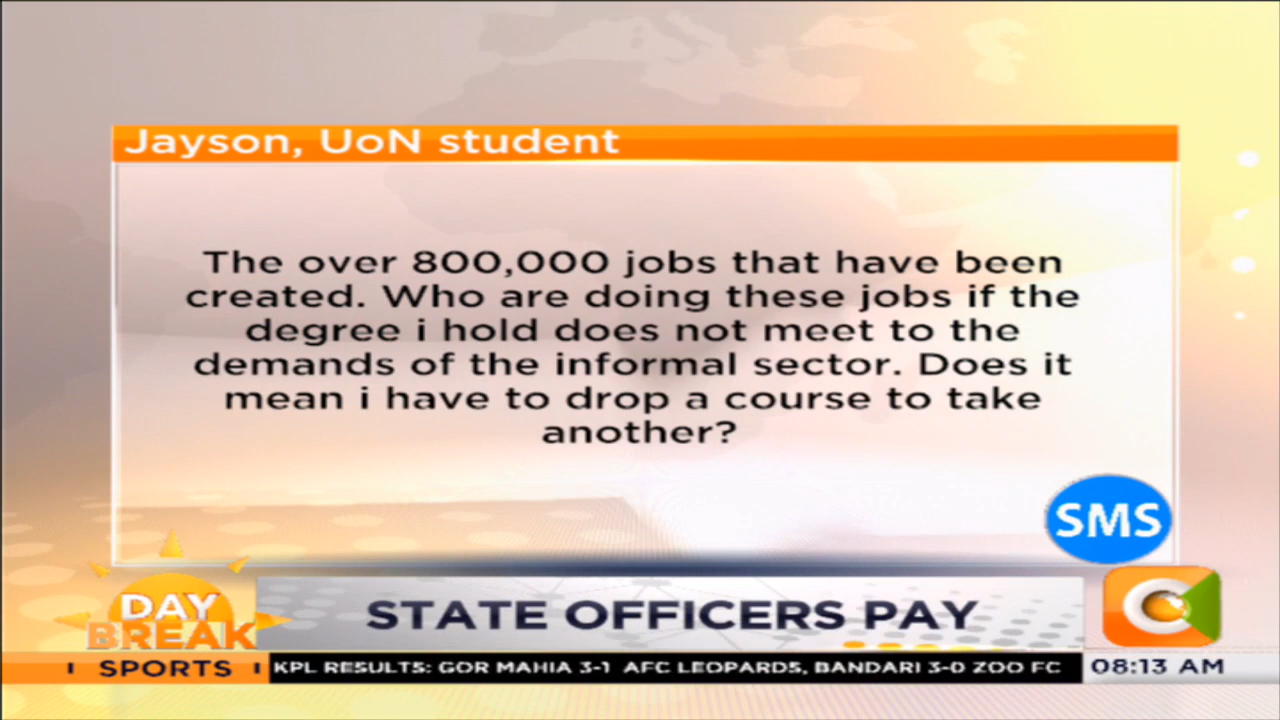 Jayson, UoN student
The over 800,000 jobs that have been
created. Who are doing these jobs if the
degree i hold does not meet to the
demands of the informal sector. Does it
mean i have to drop a course to take
another?
SMS
DAY
BREAK
STATE OFFICERS PAY
SPORTS
KPL RESULTS: GOR MAHIA 3-1 AFC LEOPARDS, BANDARI 3-0 ZOO FC
08:13 AM